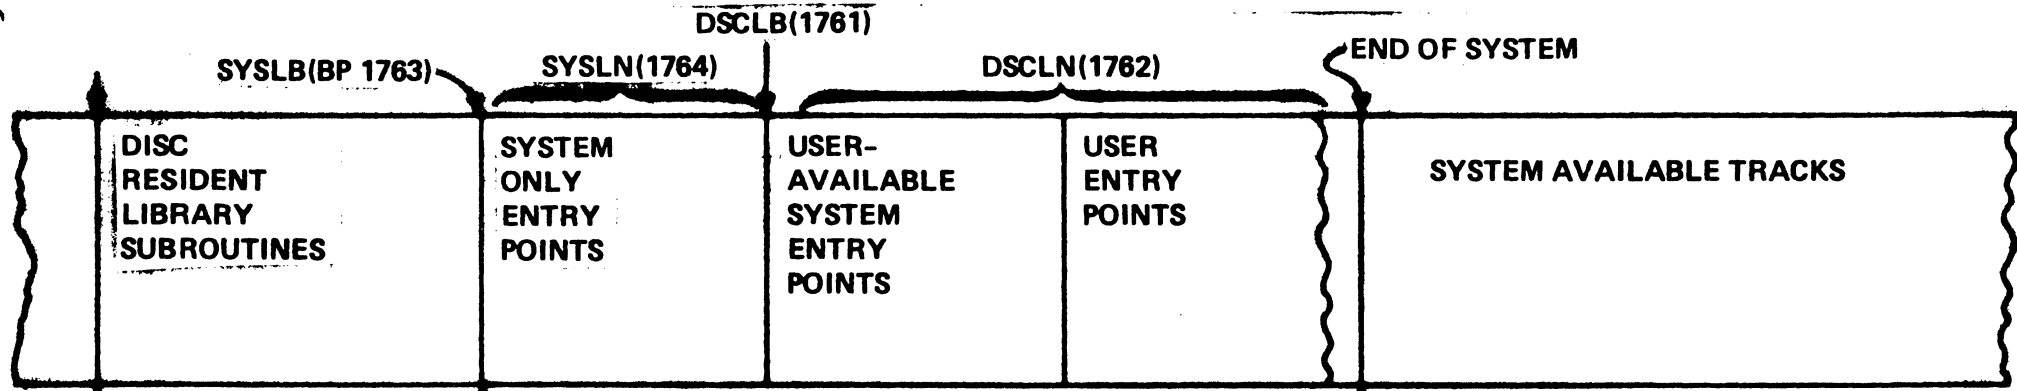 DSCLB(1761)
SYSLB(BP 1763)
SYSLN(1764)
DSCLN(1762)
END OF SYSTEM
DISC
RESIDENT
LIBRARY
SUBROUTINES
SYSTEM
ONLY
ENTRY
POINTS
USER-
AVAILABLE
SYSTEM
ENTRY
POINTS
USER
ENTRY
POINTS
SYSTEM AVAILABLE TRACKS